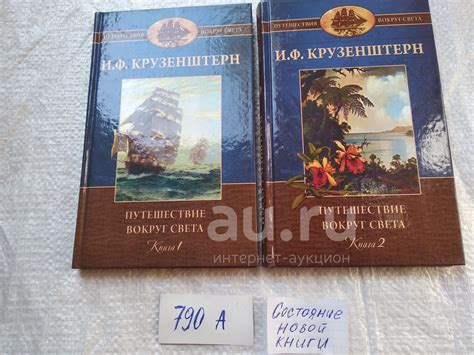 ПУТЕШЕСТВИЯ ВОКРУГ СВЕТА
И.Ф. КРУЗЕНШТЕРН
ПУТЕШЕСТВИЕ
ВОКРУГ СВЕТА
Книга 1
ПУТЕШЕСТВИЯ ВОКРУГ СВЕТА
И.Ф. КРУЗЕНШТЕРН
ПУТЕШЕСТВИЕ
ВОКРУГ СВЕТА
Книга 2
au.ru
интернет-аукцион
790 А
Состояние
новой
книги